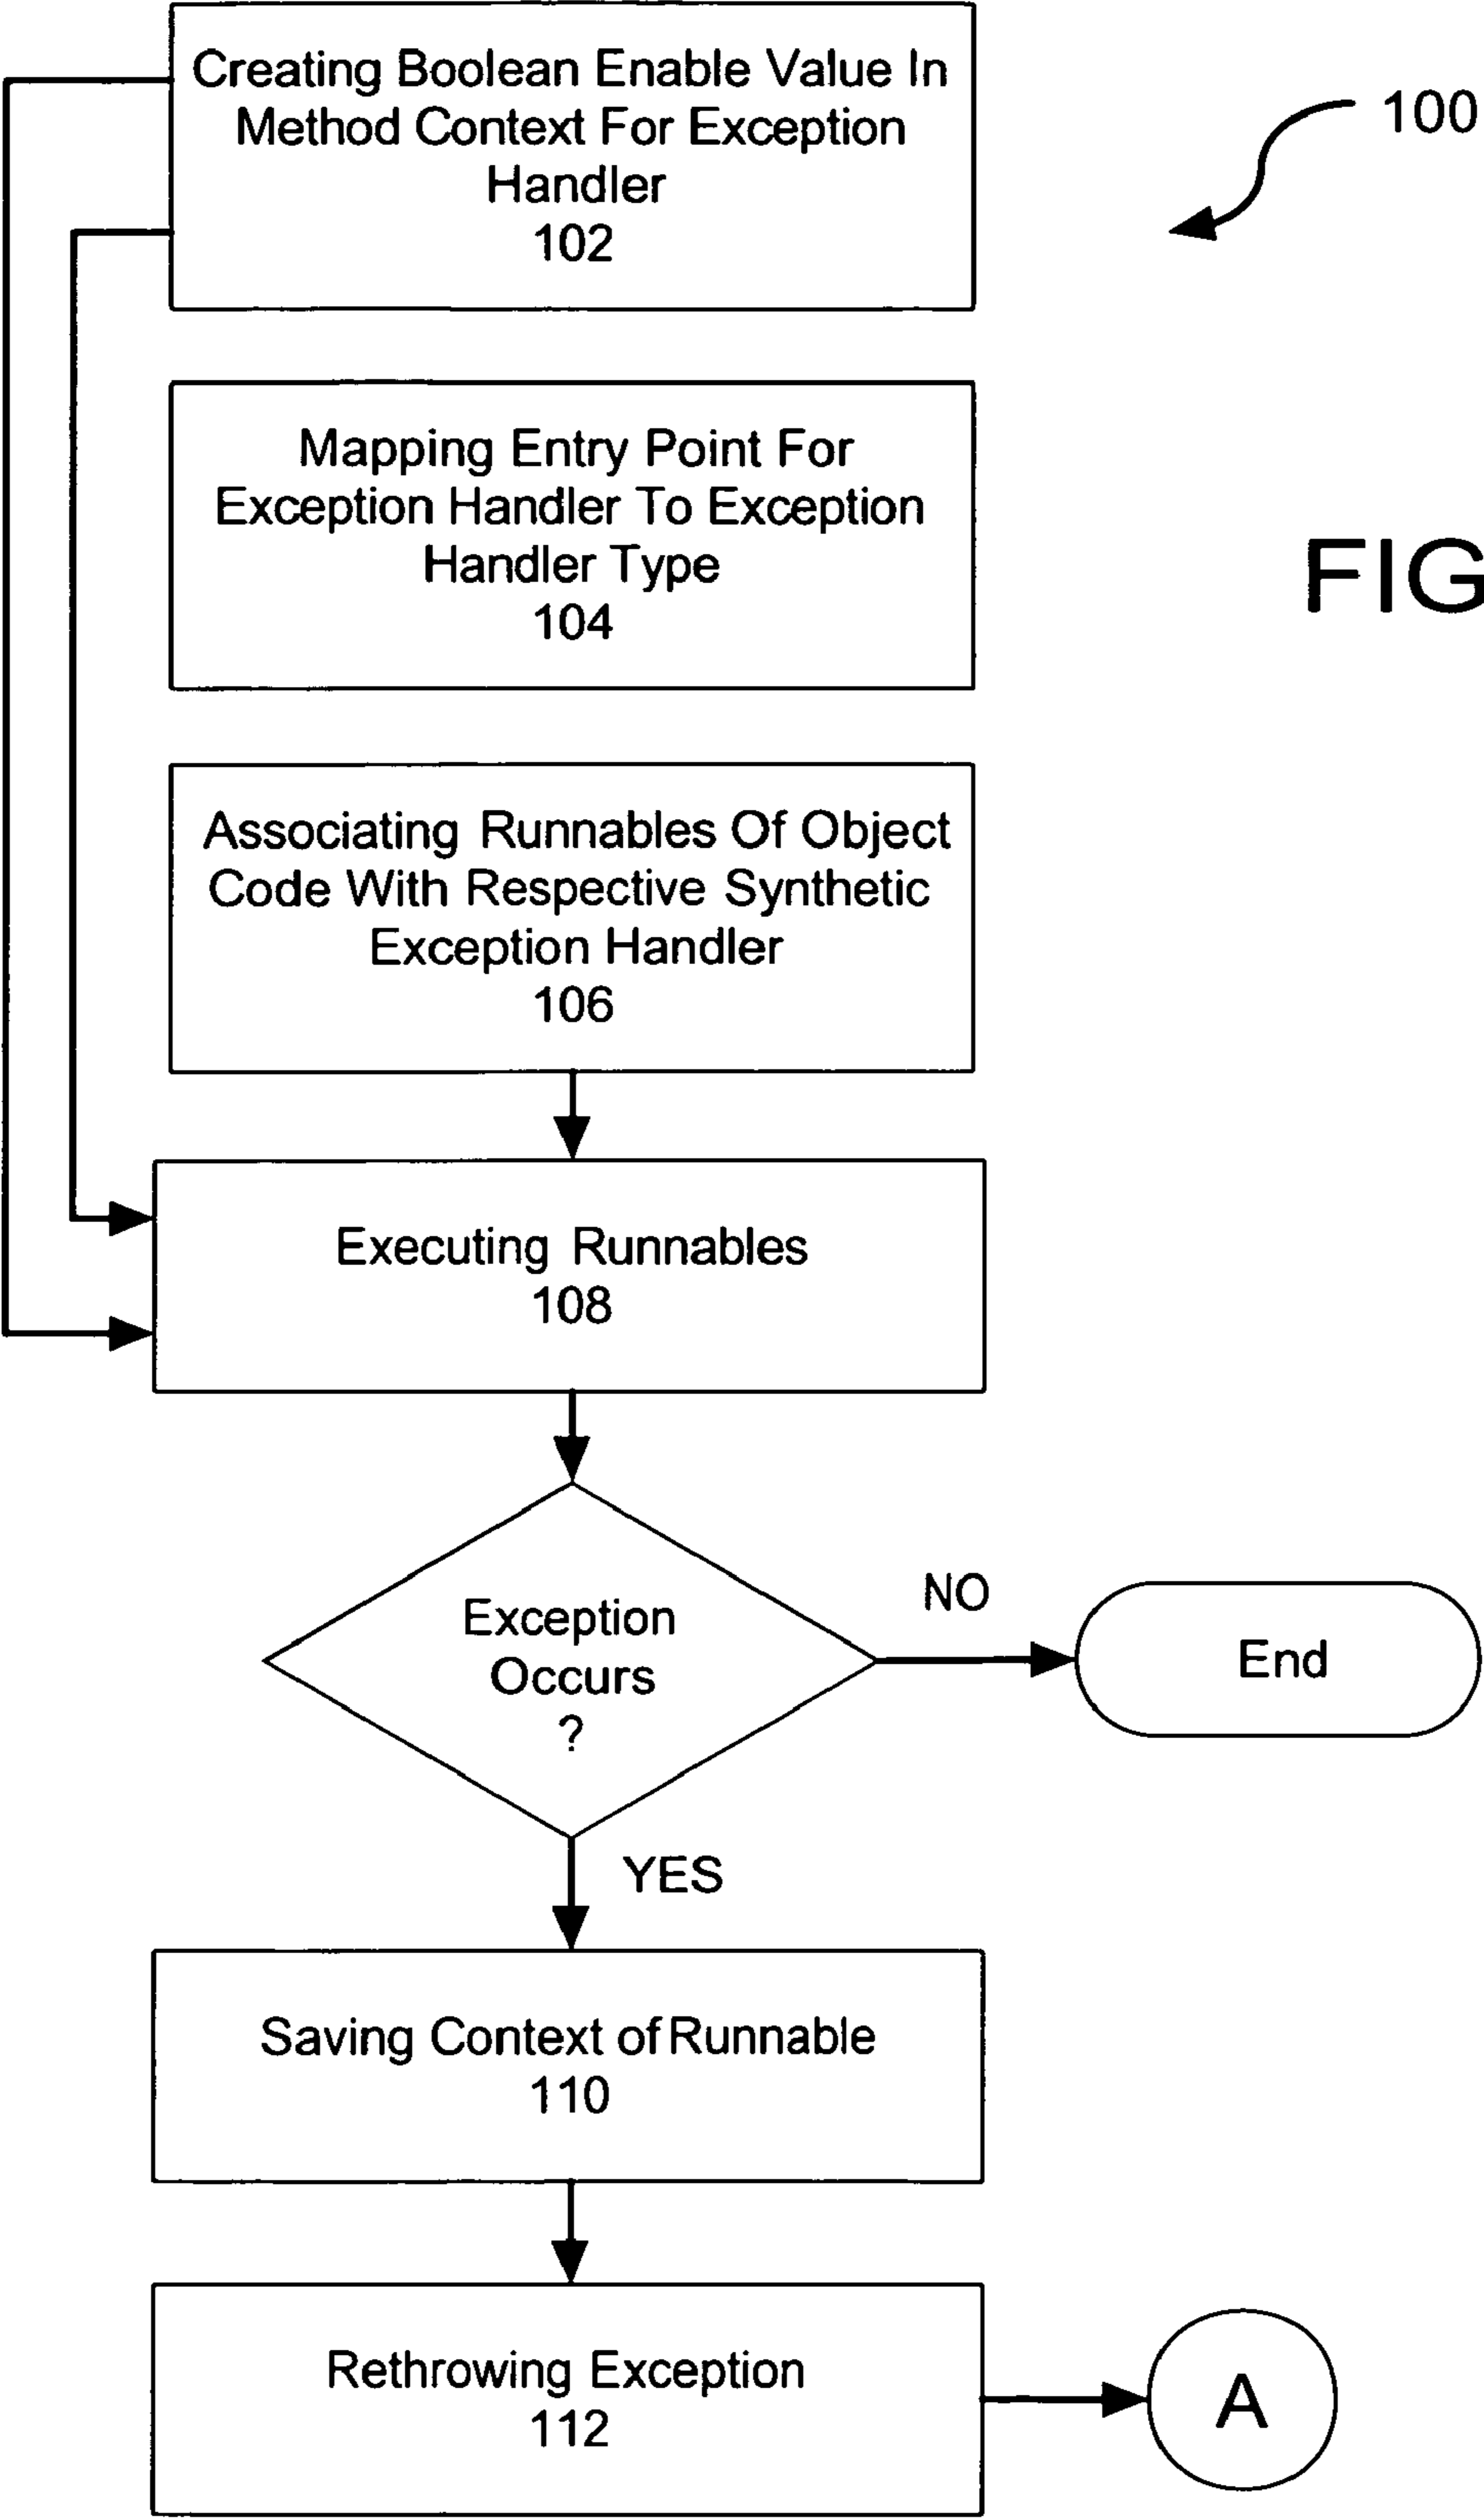 Creating Boolean Enable Value In
Method Context For Exception
Handler
102
100
Mapping Entry Point For
Exception Handler To Exception
Handler Type
104
FIG
Associating Runnables Of Object
Code With Respective Synthetic
Exception Handler
106
Executing Runnables
108
Exception
Occurs
?
NO
End
YES
Saving Context of Runnable
110
Rethrowing Exception
112
A